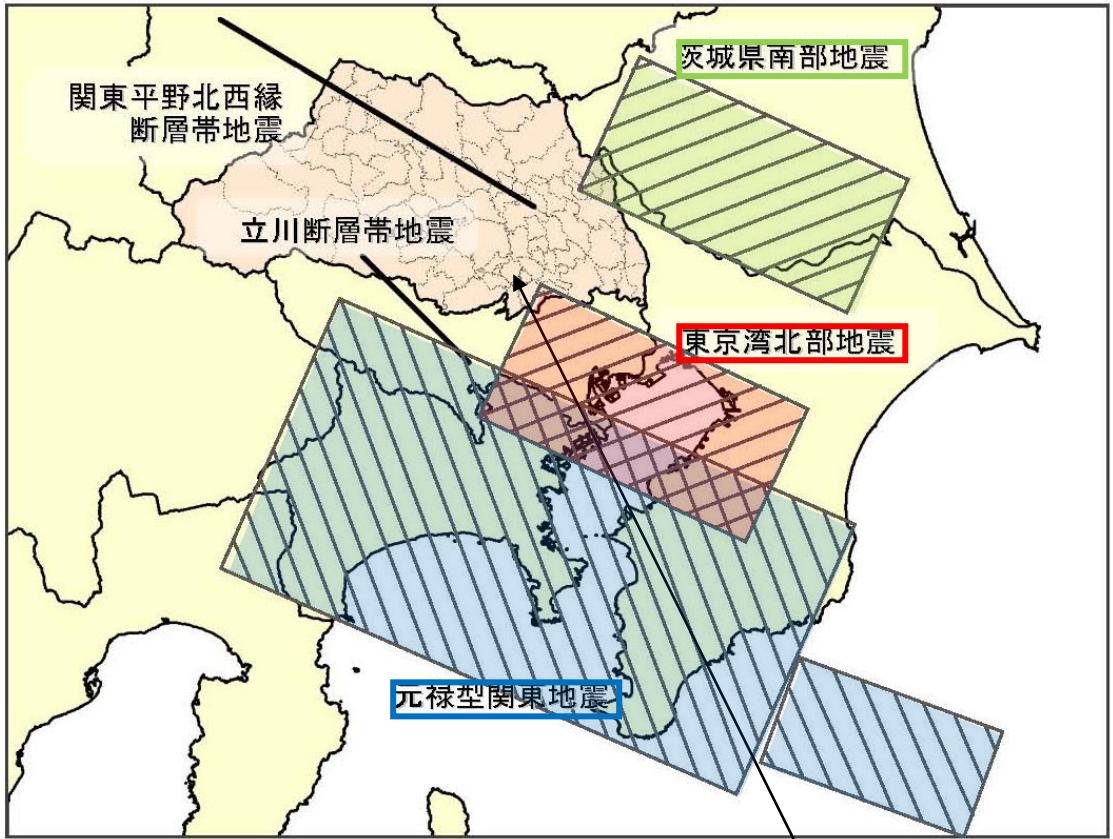 茨城県南部地震
関東平野北西縁
断層帯地震
立川断層帯地震
東京湾北部地震
元禄型関東地震